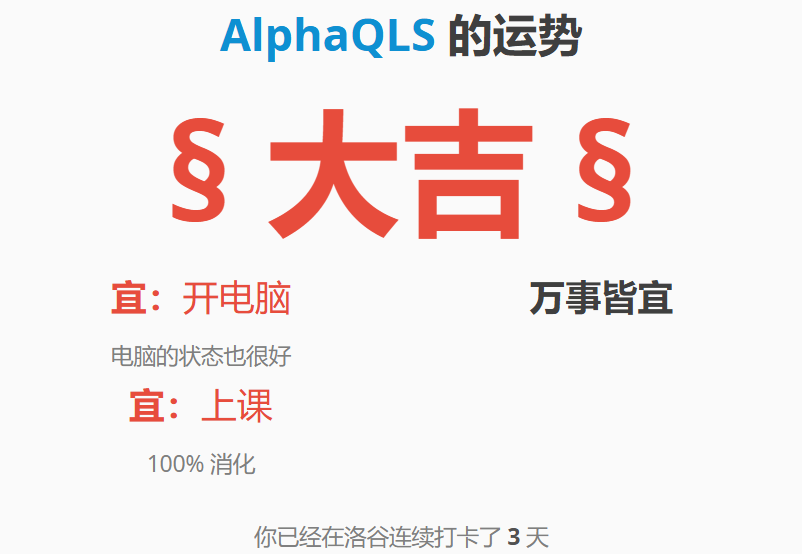 AlphaQLS 的运势
§ 大吉 §
宜：开电脑
万事皆宜
电脑的状态也很好
宜：上课
100% 消化
你已经在洛谷连续打卡了 3 天